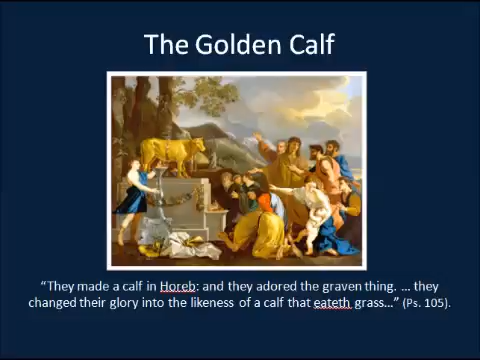 The Golden Calf
“They made a calf in Horeb: and they adored the graven thing. … they
changed their glory into the likeness of a calf that eateth grass…” (Ps. 105).